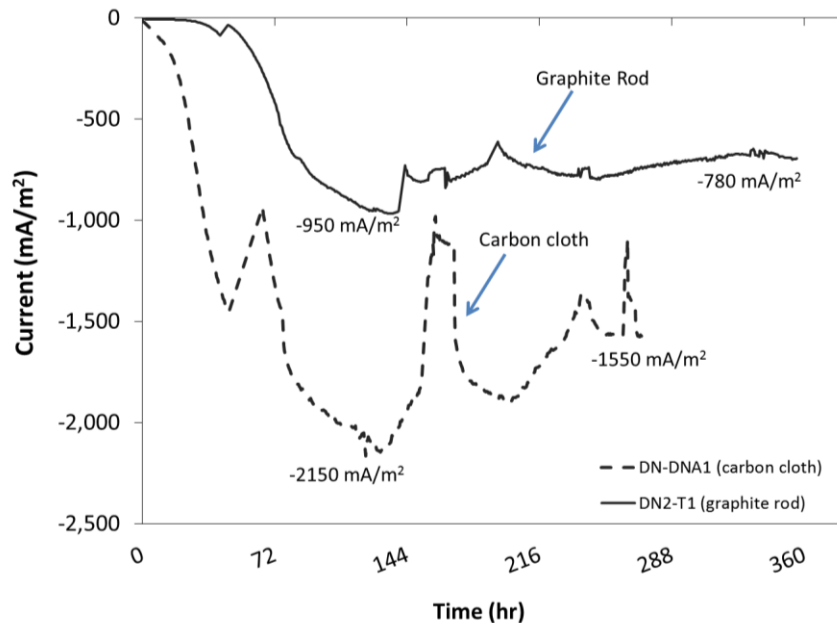 0
-500
-1,000
-1,500
-2,000
-2,500
Current (mA/m²)
Graphite Rod
-950 mA/m²
-780 mA/m²
Carbon cloth
-1550 mA/m²
-2150 mA/m²
DN-DNA1 (carbon cloth)
DN2-T1 (graphite rod)
0
72
144
216
288
360
Time (hr)